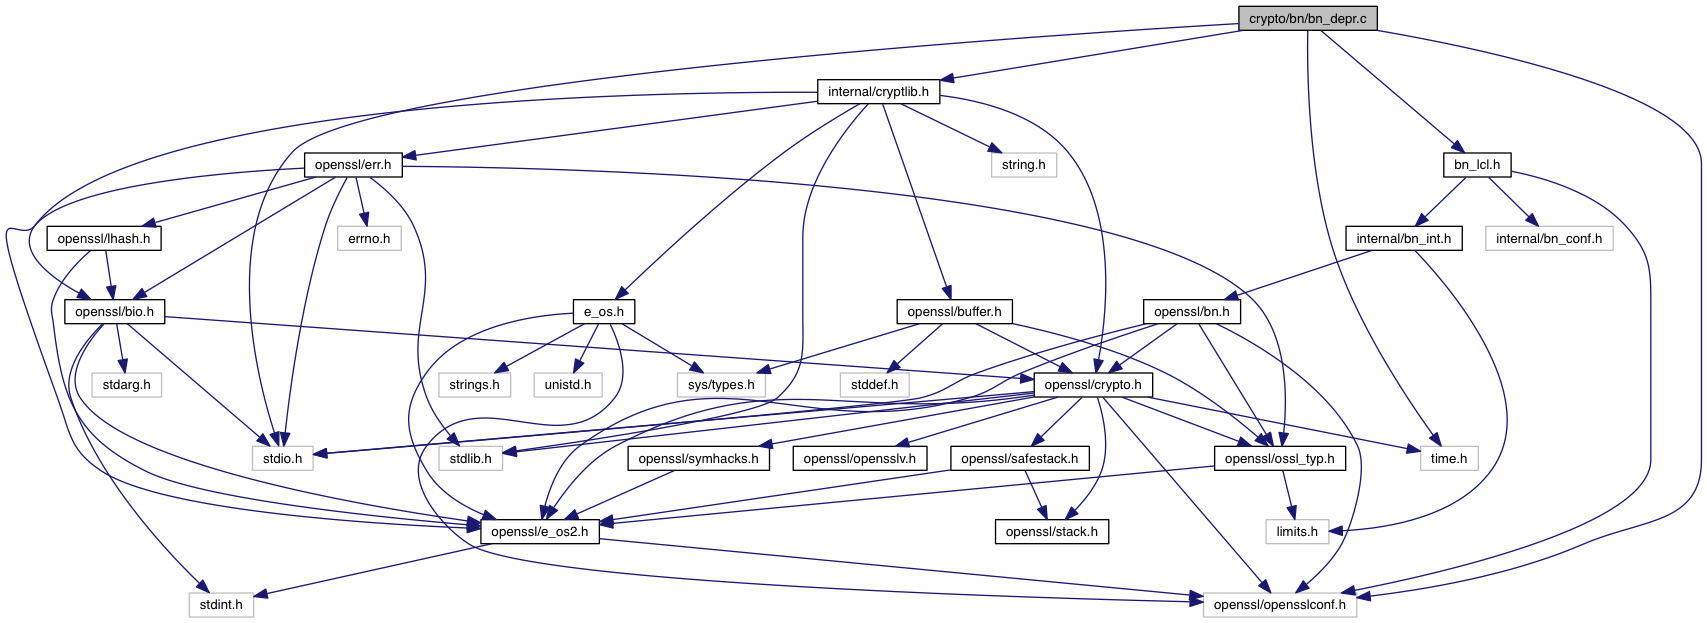 crypto/bn/bn_depr.c
internal/cryptlib.h
openssl/err.h
string.h
bn_lcl.h
openssl/lhash.h
errno.h
internal/bn_int.h
internal/bn_conf.h
openssl/bio.h
e_os.h
openssl/buffer.h
openssl/bn.h
stdarg.h
strings.h
unistd.h
sys/types.h
stddef.h
openssl/crypto.h
stdio.h
stdlib.h
openssl/symhacks.h
openssl/opensslv.h
openssl/safestack.h
openssl/ossl_typ.h
time.h
openssl/e_os2.h
openssl/stack.h
limits.h
stdint.h
openssl/opensslconf.h